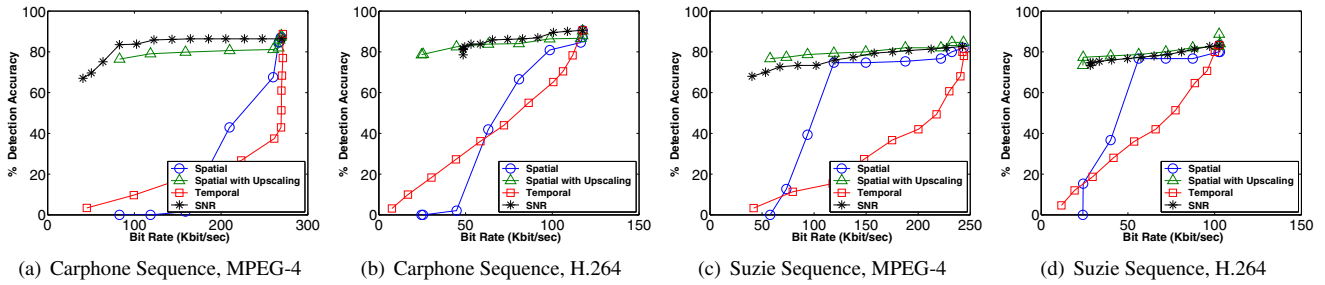 100
80
60
40
20
0
% Detection Accuracy
0 100 200 300
Bit Rate (Kbit/sec)
Spatial
Spatial with Upscaling
Temporal
SNR
(a) Carphone Sequence, MPEG-4
100
80
60
40
20
0
% Detection Accuracy
0 50 100 150
Bit Rate (Kbit/sec)
Spatial
Spatial with Upscaling
Temporal
SNR
(b) Carphone Sequence, H.264
100
80
60
40
20
0
% Detection Accuracy
0 50 100 150 200 250
Bit Rate (Kbit/sec)
Spatial
Spatial with Upscaling
Temporal
SNR
(c) Suzie Sequence, MPEG-4
100
80
60
40
20
0
% Detection Accuracy
0 50 100 150
Bit Rate (Kbit/sec)
Spatial
Spatial with Upscaling
Temporal
SNR
(d) Suzie Sequence, H.264